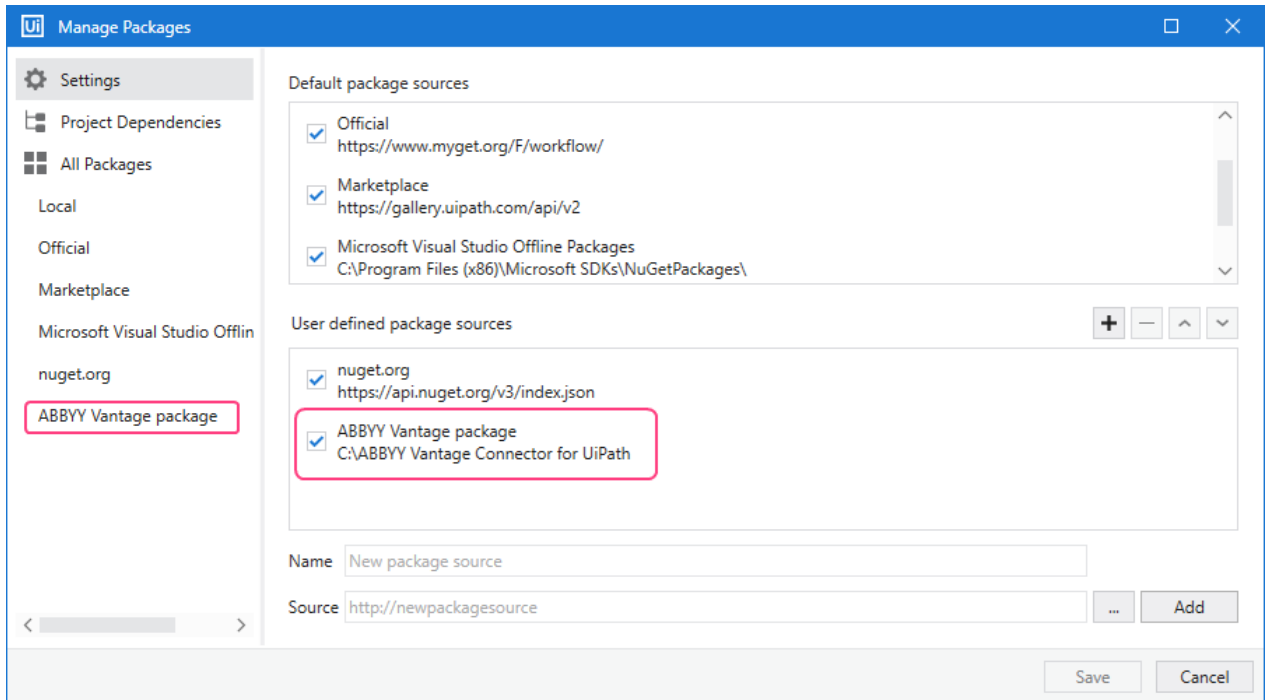 Ui Manage Packages
Settings
Project Dependencies
All Packages
Local
Official
Marketplace
Microsoft Visual Studio Offlin
nuget.org
ABBYY Vantage package
Default package sources
Official
https://www.myget.org/F/workflow/
Marketplace
https://gallery.uipath.com/api/v2
Microsoft Visual Studio Offline Packages
C:\Program Files (x86)\Microsoft SDKs\NuGetPackages\
User defined package sources
nuget.org
https://api.nuget.org/v3/index.json
ABBYY Vantage package
C:\ABBYY Vantage Connector for UiPath
Name New package source
Source http://newpackagesource ... Add
Save Cancel